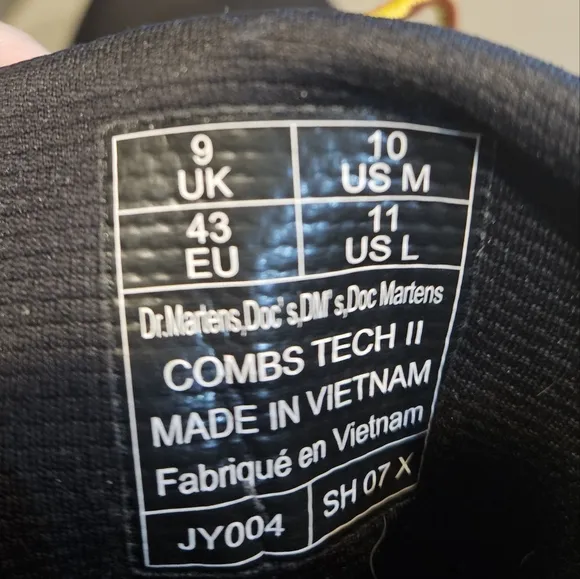 9 UK
10 US M
43 EU
11 US L
Dr.Martens,Doc's,DM's,Doc Martens
COMBS TECH II
MADE IN VIETNAM
Fabriqué en Vietnam
JY004
SH 07 X